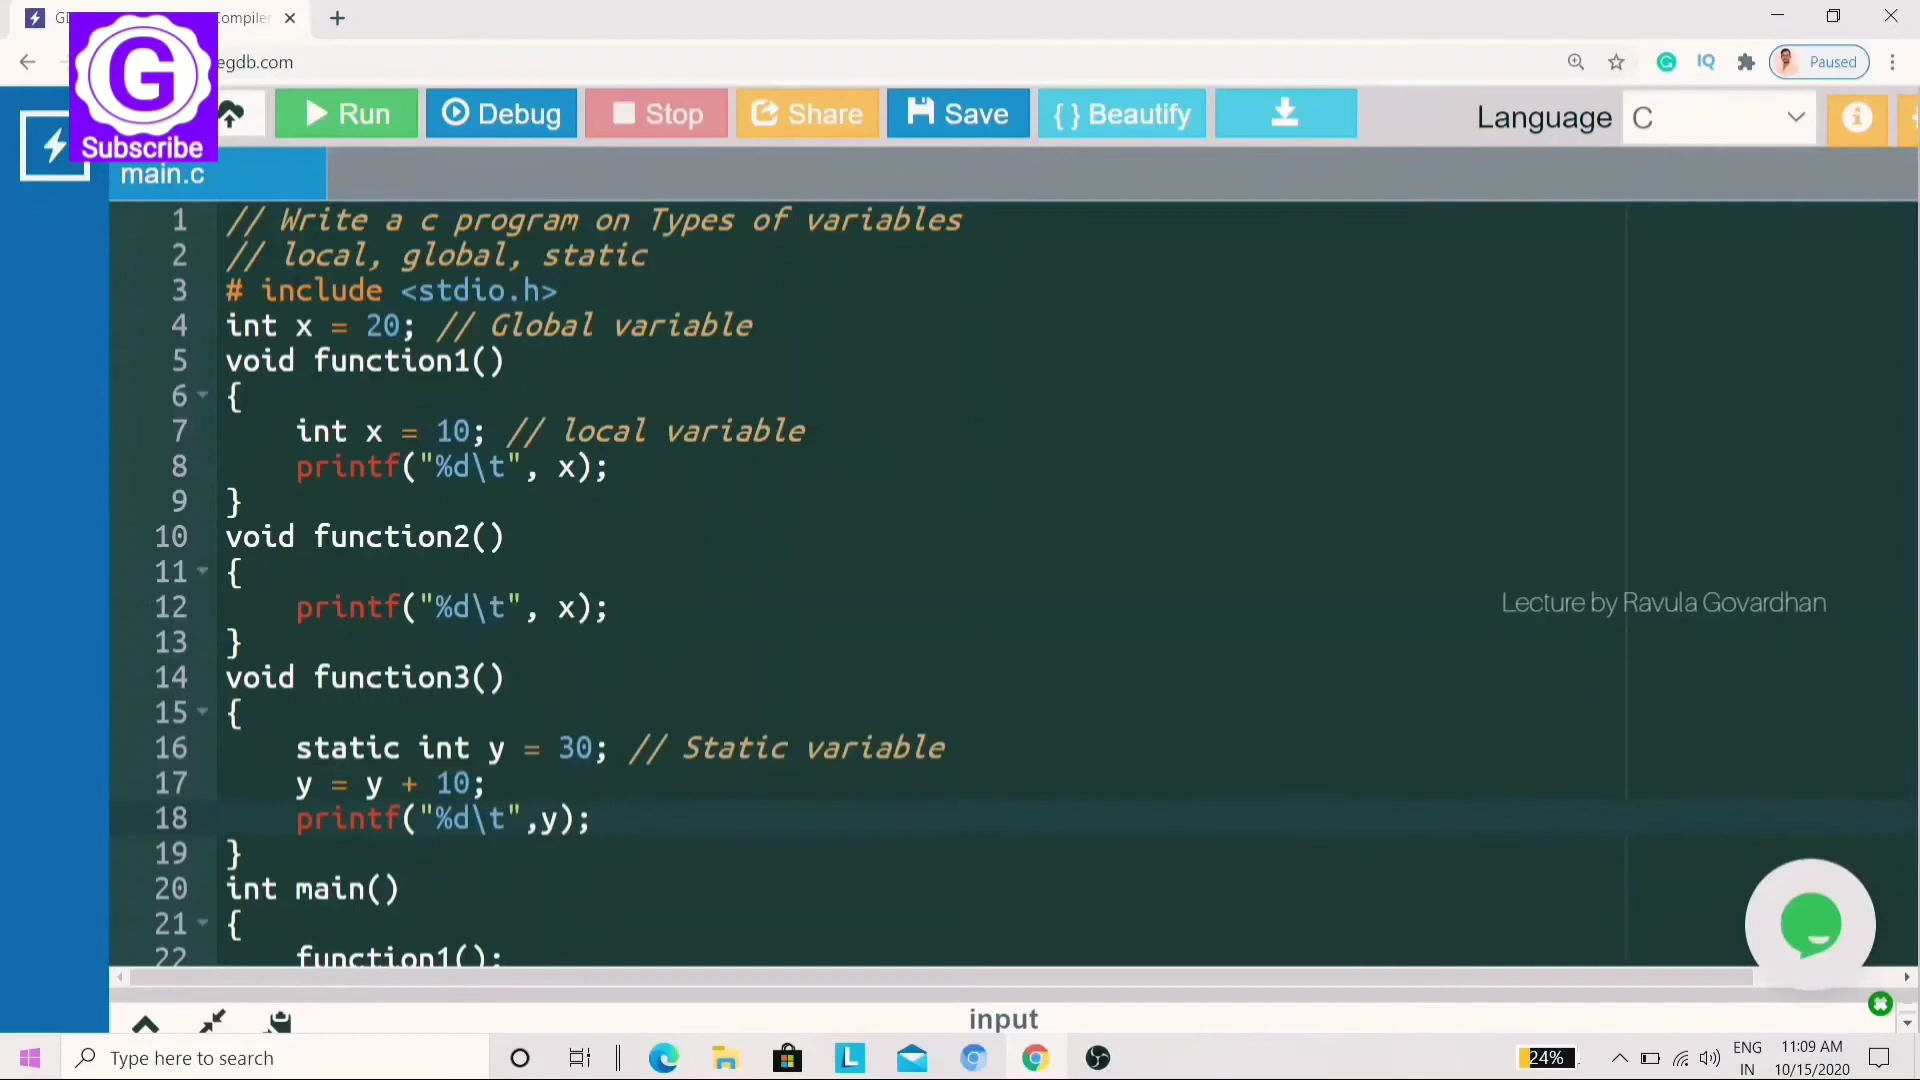 GD
Compiler
egdb.com
Paused
G
Subscribe
Run
Debug
Stop
Share
Save
{ } Beautify
Language
C
main.c
1 // Write a c program on Types of variables
2 // local, global, static
3 # include <stdio.h>
4 int x = 20; // Global variable
5 void function1()
6 {
7 int x = 10; // local variable
8 printf("%d\t", x);
9 }
10 void function2()
11 {
12 printf("%d\t", x);
13 }
14 void function3()
15 {
16 static int y = 30; // Static variable
17 y = y + 10;
18 printf("%d\t",y);
19 }
20 int main()
21 {
22 function1();
Lecture by Ravula Govardhan
input
Type here to search
24%
ENG
IN
11:09 AM
10/15/2020
IQ
L